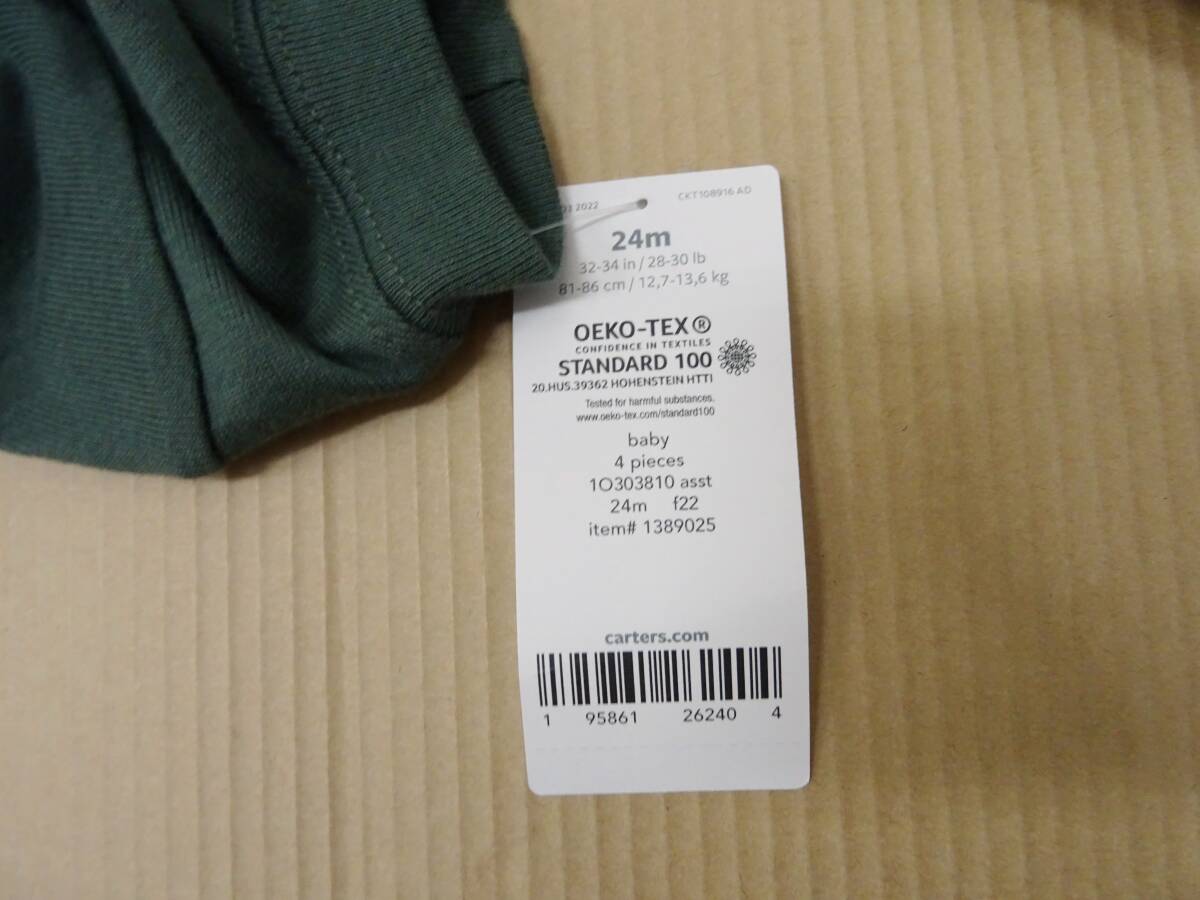 2022 CKT108916 AD
24m
32-34 in / 28-30 lb
81-86 cm / 12,7-13,6 kg
OEKO-TEX®
CONFIDENCE IN TEXTILES
STANDARD 100
20.HUS.39362 HOHENSTEIN HTTI
Tested for harmful substances.
www.oeko-tex.com/standard100
baby
4 pieces
1O303810 asst
24m f22
item# 1389025
carters.com
1 95861 26240 4